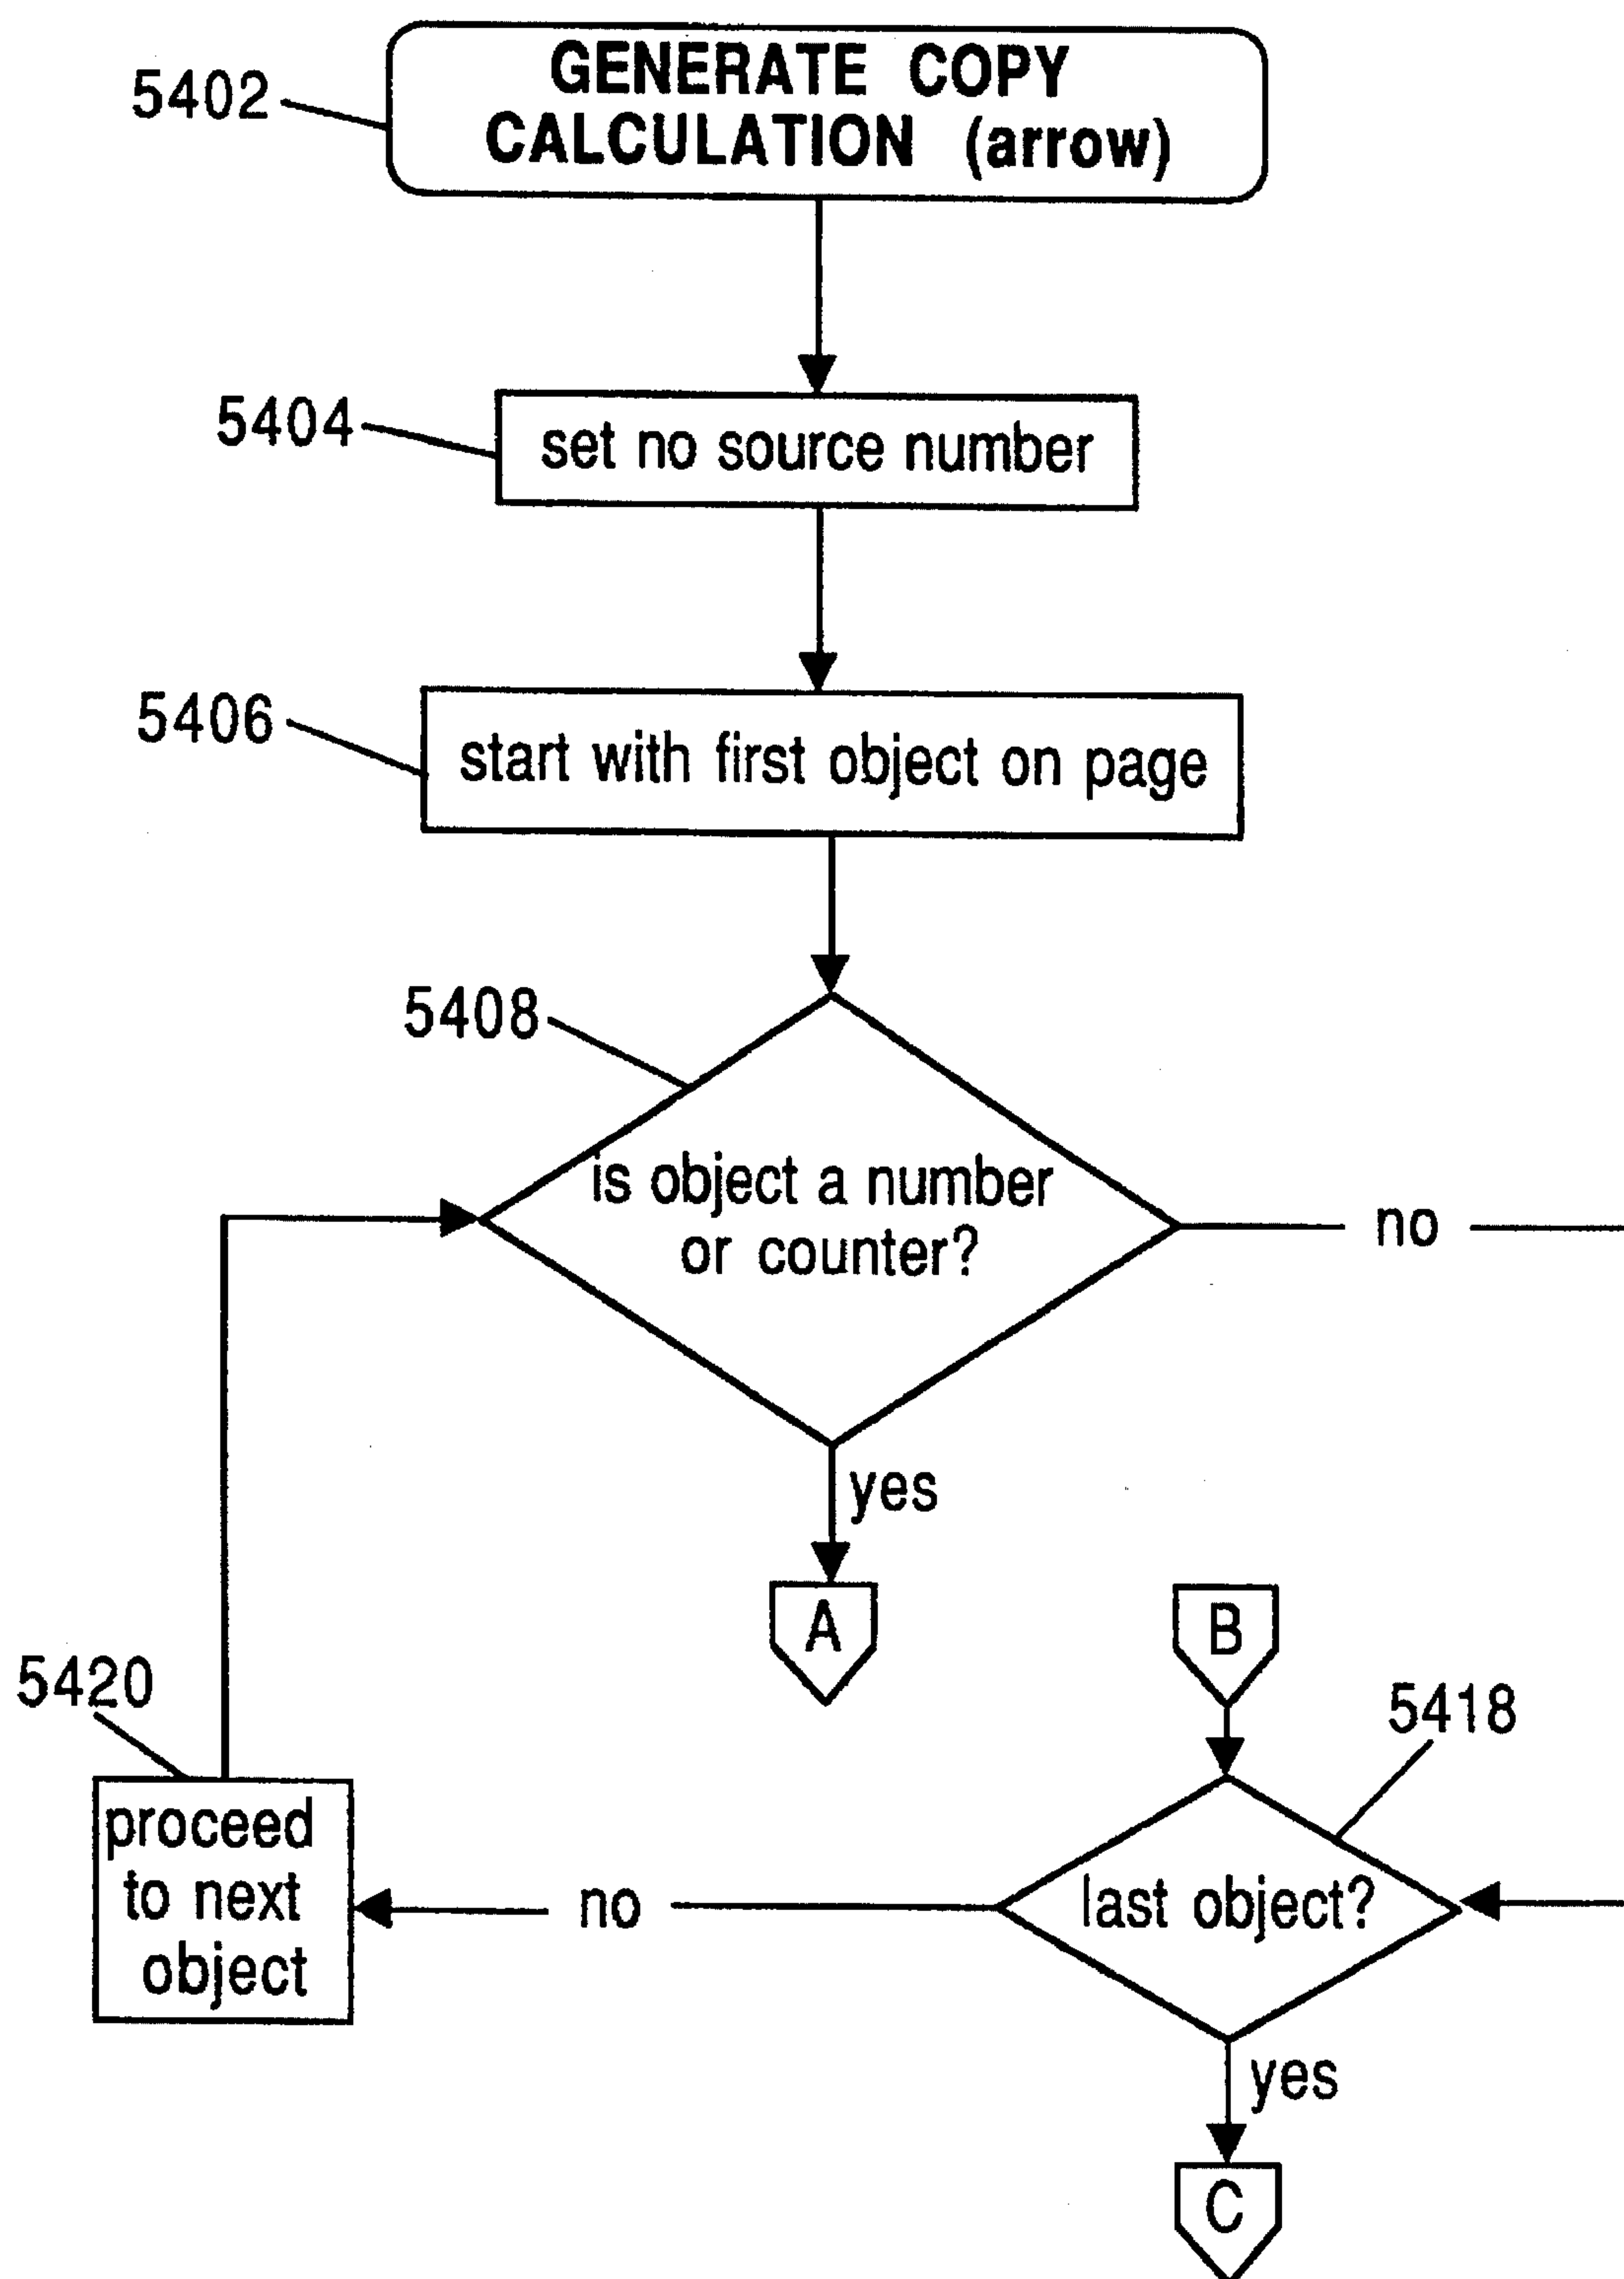 5402
GENERATE COPY
CALCULATION (arrow)
5404
set no source number
5406
start with first object on page
5408
is object a number
or counter?
no
yes
A
B
5420
5418
proceed
to next
object
no
last object?
yes
C